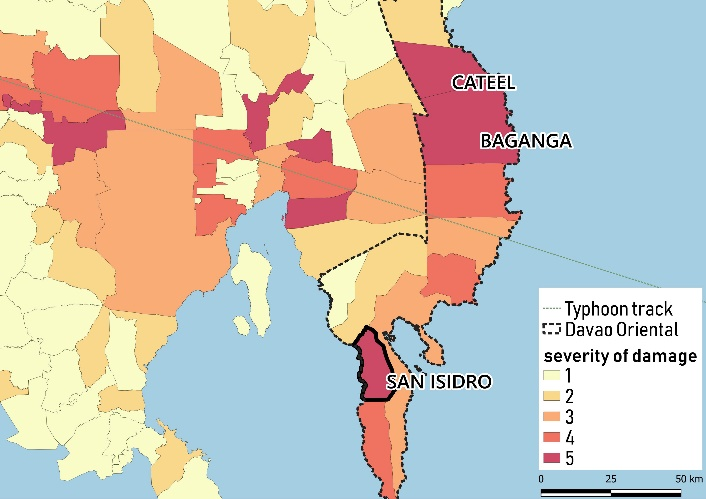 CATEEL
BAGANGA
SAN ISIDRO
Typhoon track
Davao Oriental
severity of damage
1
2
3
4
5
0 25 50 km